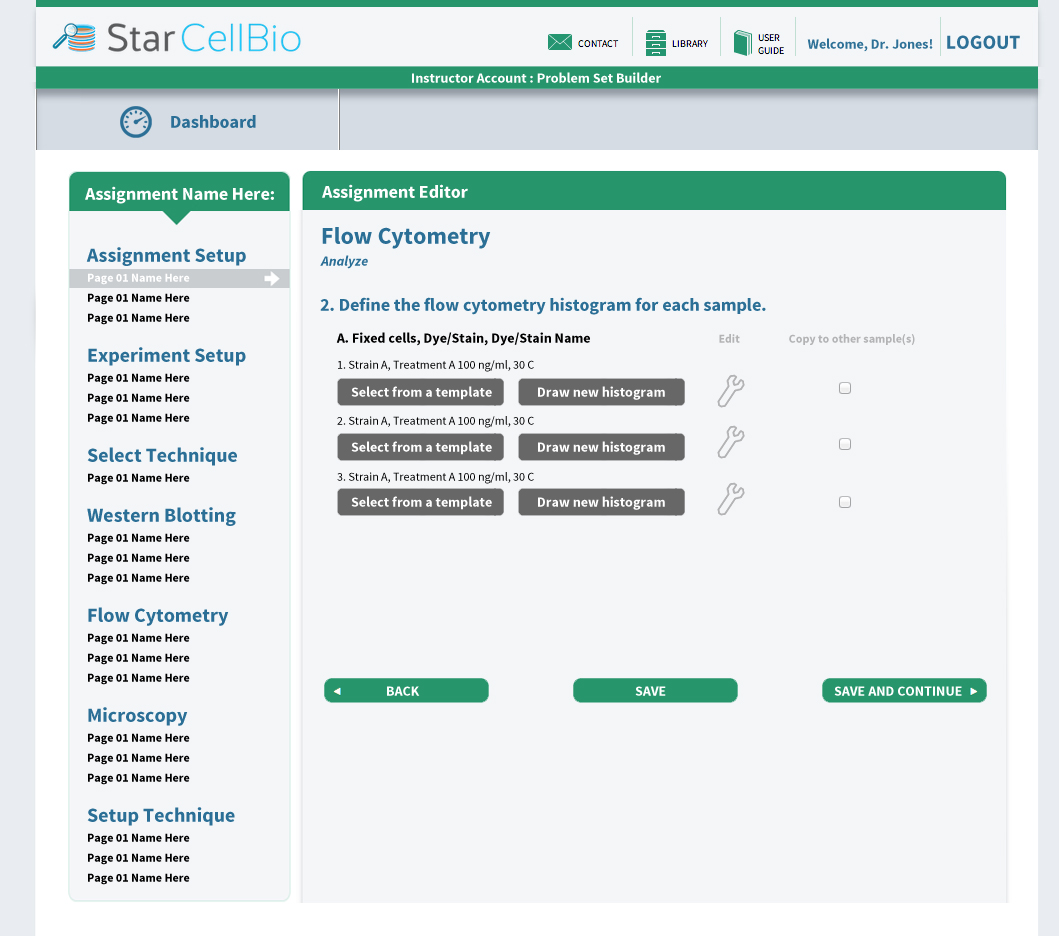 StarCellBio
CONTACT
LIBRARY
USER
GUIDE
Welcome, Dr. Jones!
LOGOUT
Instructor Account : Problem Set Builder
Dashboard
Assignment Name Here:
Assignment Setup
Page 01 Name Here
Page 01 Name Here
Page 01 Name Here
Experiment Setup
Page 01 Name Here
Page 01 Name Here
Page 01 Name Here
Select Technique
Page 01 Name Here
Western Blotting
Page 01 Name Here
Page 01 Name Here
Page 01 Name Here
Flow Cytometry
Page 01 Name Here
Page 01 Name Here
Page 01 Name Here
Microscopy
Page 01 Name Here
Page 01 Name Here
Page 01 Name Here
Setup Technique
Page 01 Name Here
Page 01 Name Here
Page 01 Name Here
Assignment Editor
Flow Cytometry
Analyze
2. Define the flow cytometry histogram for each sample.
A. Fixed cells, Dye/Stain, Dye/Stain Name Edit Copy to other sample(s)
1. Strain A, Treatment A 100 ng/ml, 30 C
Select from a template Draw new histogram
2. Strain A, Treatment A 100 ng/ml, 30 C
Select from a template Draw new histogram
3. Strain A, Treatment A 100 ng/ml, 30 C
Select from a template Draw new histogram
BACK SAVE SAVE AND CONTINUE